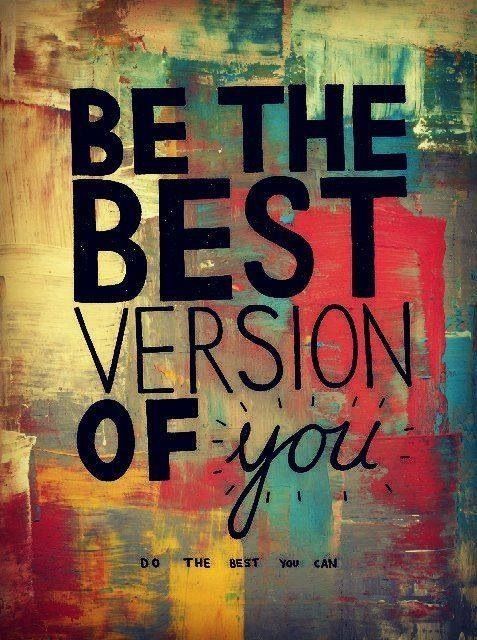 BE THE
BEST
VERSION
OF you
DO THE BEST YOU CAN